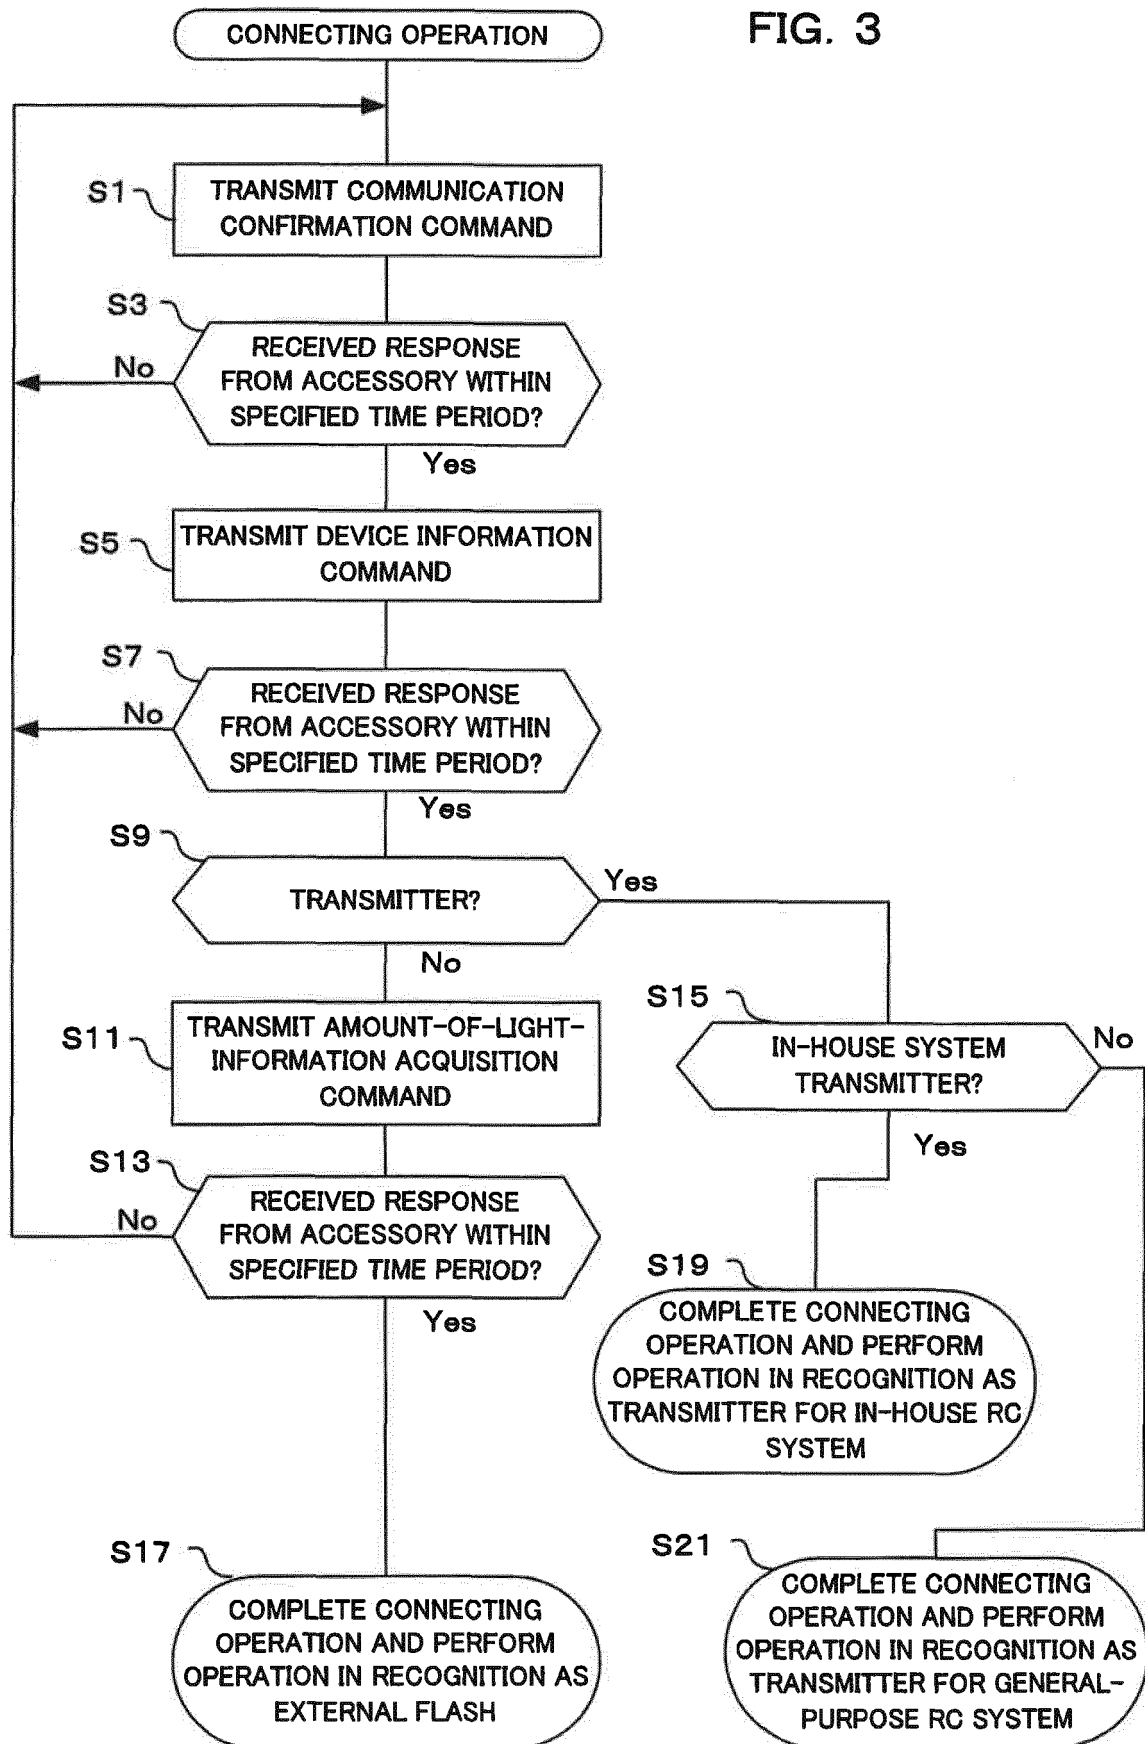 FIG. 3
CONNECTING OPERATION
S1
TRANSMIT COMMUNICATION
CONFIRMATION COMMAND
S3
RECEIVED RESPONSE
FROM ACCESSORY WITHIN
SPECIFIED TIME PERIOD?
No
Yes
S5
TRANSMIT DEVICE INFORMATION
COMMAND
S7
RECEIVED RESPONSE
FROM ACCESSORY WITHIN
SPECIFIED TIME PERIOD?
No
Yes
S9
TRANSMITTER?
Yes
No
S11
TRANSMIT AMOUNT-OF-LIGHT-
INFORMATION ACQUISITION
COMMAND
S13
RECEIVED RESPONSE
FROM ACCESSORY WITHIN
SPECIFIED TIME PERIOD?
No
Yes
S15
IN-HOUSE SYSTEM
TRANSMITTER?
No
Yes
S19
COMPLETE CONNECTING
OPERATION AND PERFORM
OPERATION IN RECOGNITION AS
TRANSMITTER FOR IN-HOUSE RC
SYSTEM
S17
COMPLETE CONNECTING
OPERATION AND PERFORM
OPERATION IN RECOGNITION AS
EXTERNAL FLASH
S21
COMPLETE CONNECTING
OPERATION AND PERFORM
OPERATION IN RECOGNITION AS
TRANSMITTER FOR GENERAL-
PURPOSE RC SYSTEM